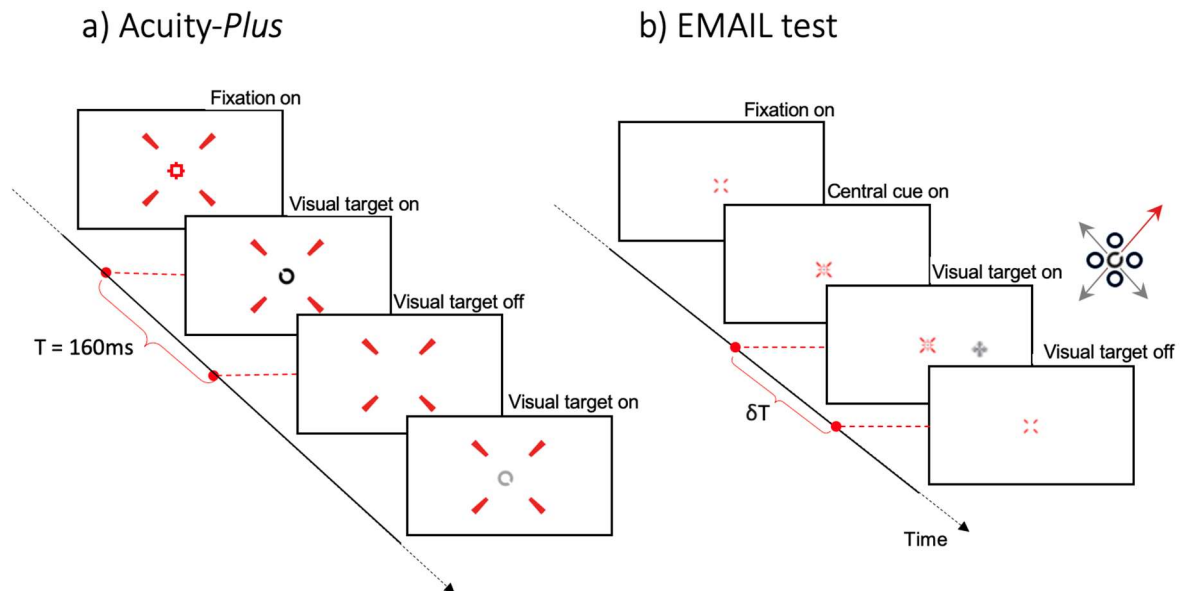 a) Acuity-Plus
Fixation on
Visual target on
Visual target off
T = 160ms
Visual target on
b) EMAIL test
Fixation on
Central cue on
Visual target on
Visual target off
δT
Time